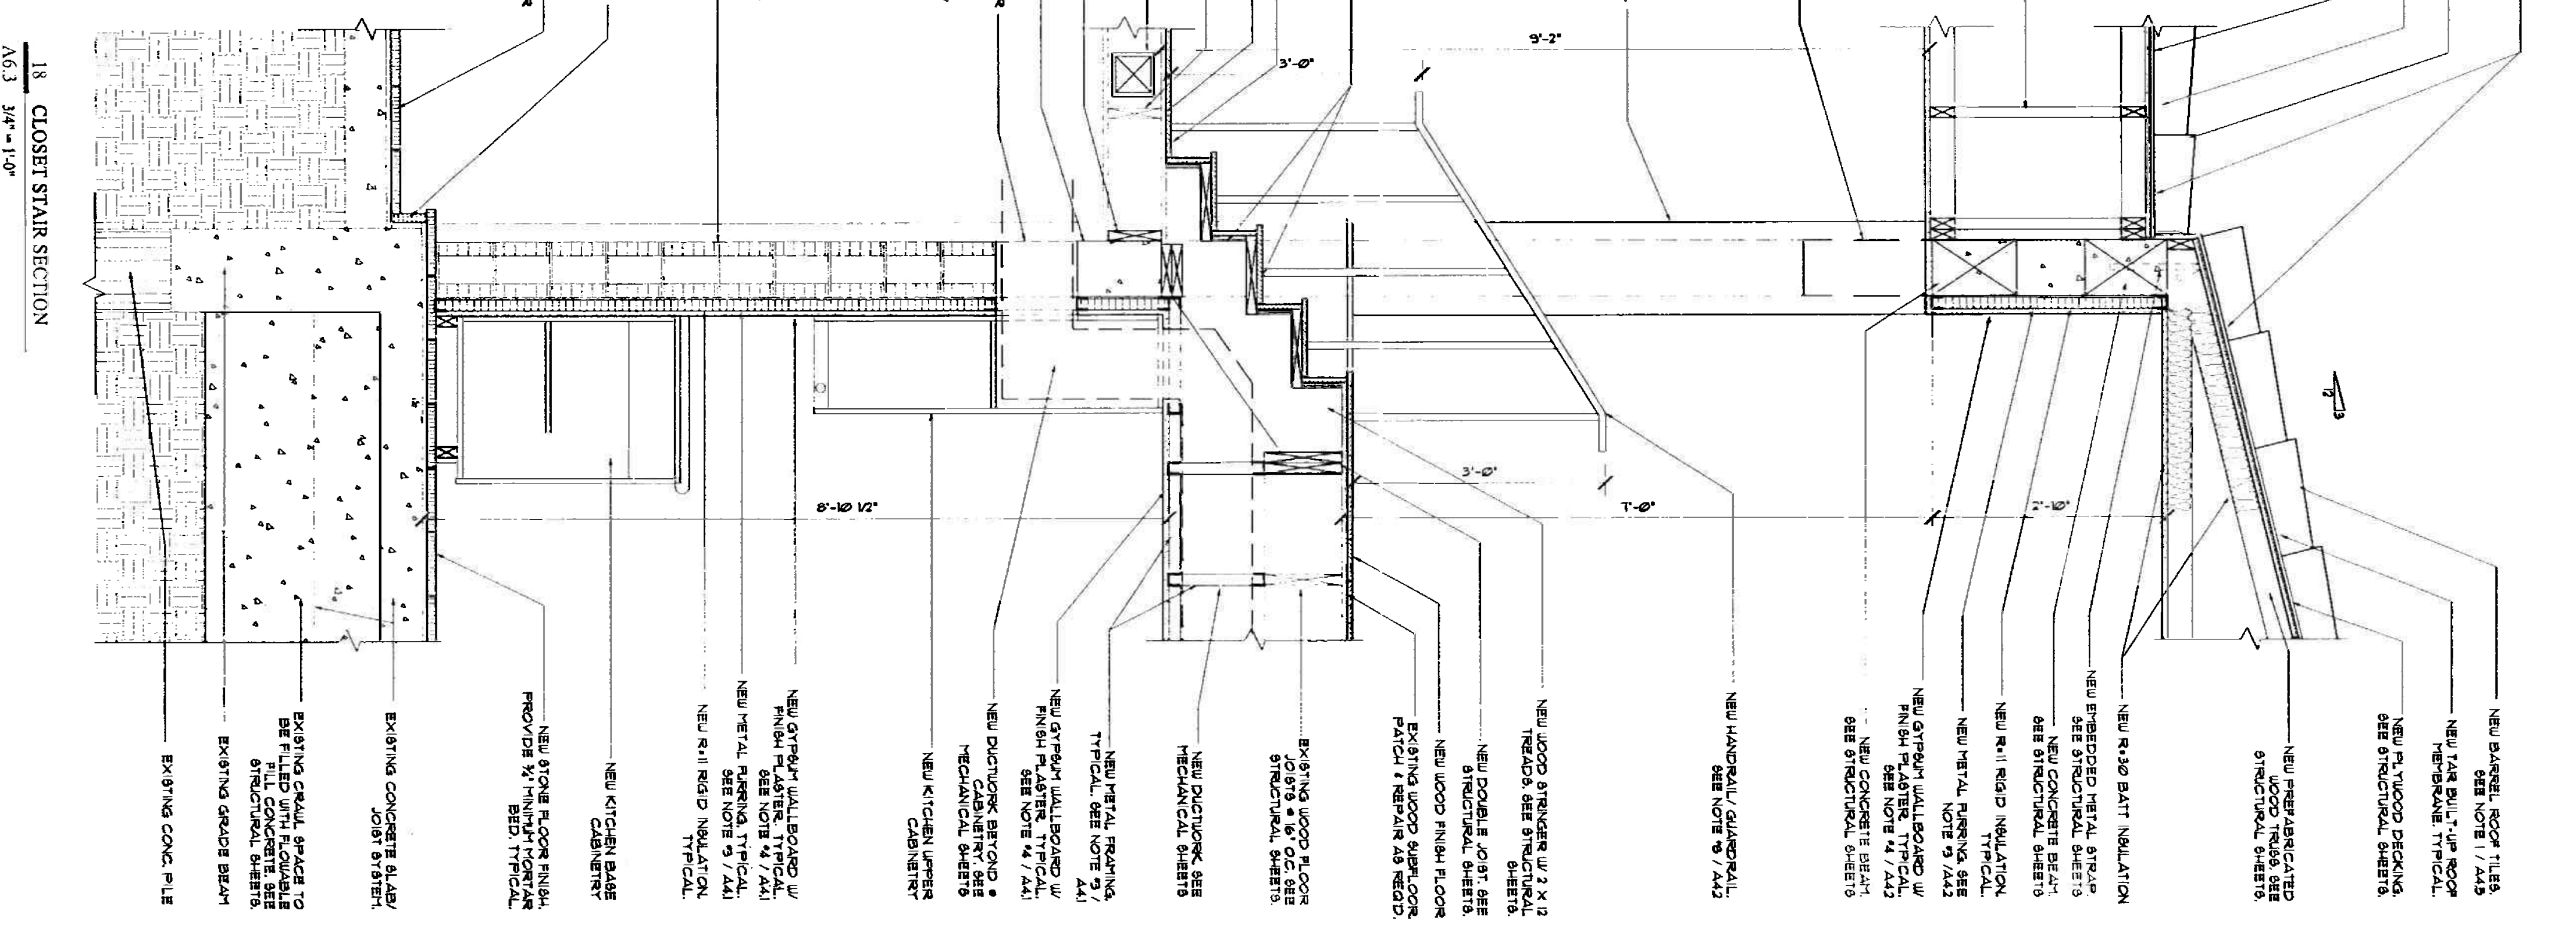 NEW BARREL ROOF TILES.
SEE NOTE 1 / A4.5
NEW TAR BUILT-UP ROOF
MEMBRANE. TYPICAL.
NEW PLYWOOD DECKING.
SEE STRUCTURAL SHEETS.
NEW PREFABRICATED
WOOD TRUSS. SEE
STRUCTURAL SHEETS.
NEW R=30 BATT INSULATION
NEW EMBEDDED METAL STRAP.
SEE STRUCTURAL SHEETS
NEW CONCRETE BEAM.
SEE STRUCTURAL SHEETS
NEW R=11 RIGID INSULATION
TYPICAL.
NEW METAL FURRING. SEE
NOTE #3 / A4.2
NEW GYPSUM WALLBOARD W/
FINISH PLASTER. TYPICAL.
SEE NOTE #4 / A4.2
NEW CONCRETE BEAM.
SEE STRUCTURAL SHEETS
NEW HANDRAIL/ GUARDRAIL.
SEE NOTE #8 / A4.2
NEW WOOD STRINGER W/ 2 X 12
TREADS. SEE STRUCTURAL
SHEETS.
NEW DOUBLE JOIST. SEE
STRUCTURAL SHEETS.
NEW WOOD FINISH FLOOR
EXISTING WOOD SUBFLOOR.
PATCH & REPAIR AS REQ'D.
EXISTING WOOD FLOOR
JOISTS @ 16" O.C. SEE
STRUCTURAL SHEETS.
NEW DUCTWORK. SEE
MECHANICAL SHEETS
NEW METAL FRAMING.
TYPICAL. SEE NOTE #3 /
A4.1
NEW GYPSUM WALLBOARD W/
FINISH PLASTER. TYPICAL.
SEE NOTE #4 / A4.1
NEW DUCTWORK BEYOND @
CABINETRY. SEE
MECHANICAL SHEETS
NEW KITCHEN UPPER
CABINETRY
NEW GYPSUM WALLBOARD W/
FINISH PLASTER. TYPICAL.
SEE NOTE #4 / A4.1
NEW METAL FURRING. TYPICAL.
SEE NOTE #3 / A4.1
NEW R=11 RIGID INSULATION.
TYPICAL.
NEW KITCHEN BASE
CABINETRY
NEW STONE FLOOR FINISH.
PROVIDE 3/4" MINIMUM MORTAR
BED. TYPICAL.
EXISTING CONCRETE SLAB/
JOIST SYSTEM.
EXISTING CRAWL SPACE TO
BE FILLED WITH FLOWABLE
FILL CONCRETE. SEE
STRUCTURAL SHEETS.
EXISTING GRADE BEAM
EXISTING CONC. PILE
12
3
2'-10"
7'-0"
3'-0"
9'-2"
3'-0"
8'-10 1/2"
18 CLOSET STAIR SECTION
A6.3 3/4" = 1'-0"